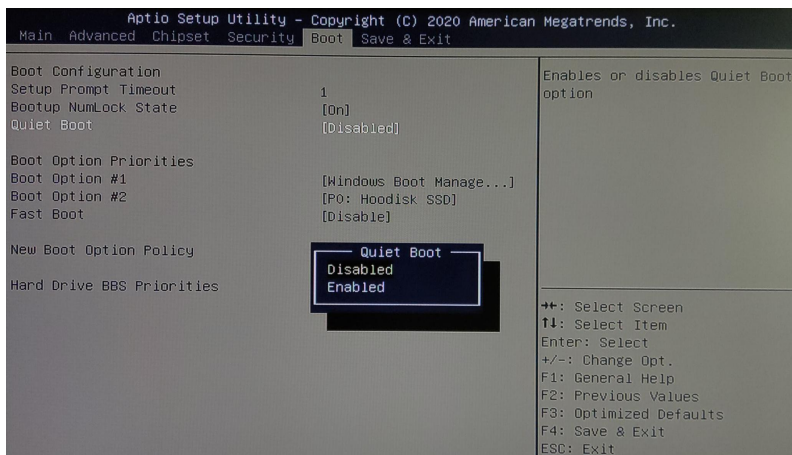 Aptio Setup Utility – Copyright (C) 2020 American Megatrends, Inc.
Main Advanced Chipset Security Boot Save & Exit
Boot Configuration
Setup Prompt Timeout 1
Bootup NumLock State [On]
Quiet Boot [Disabled]
Boot Option Priorities
Boot Option #1 [Windows Boot Manage...]
Boot Option #2 [P0: Hoodisk SSD]
Fast Boot [Disable]
New Boot Option Policy
Hard Drive BBS Priorities
Quiet Boot
Disabled
Enabled
Enables or disables Quiet Boot
option
→←: Select Screen
↑↓: Select Item
Enter: Select
+/-: Change Opt.
F1: General Help
F2: Previous Values
F3: Optimized Defaults
F4: Save & Exit
ESC: Exit